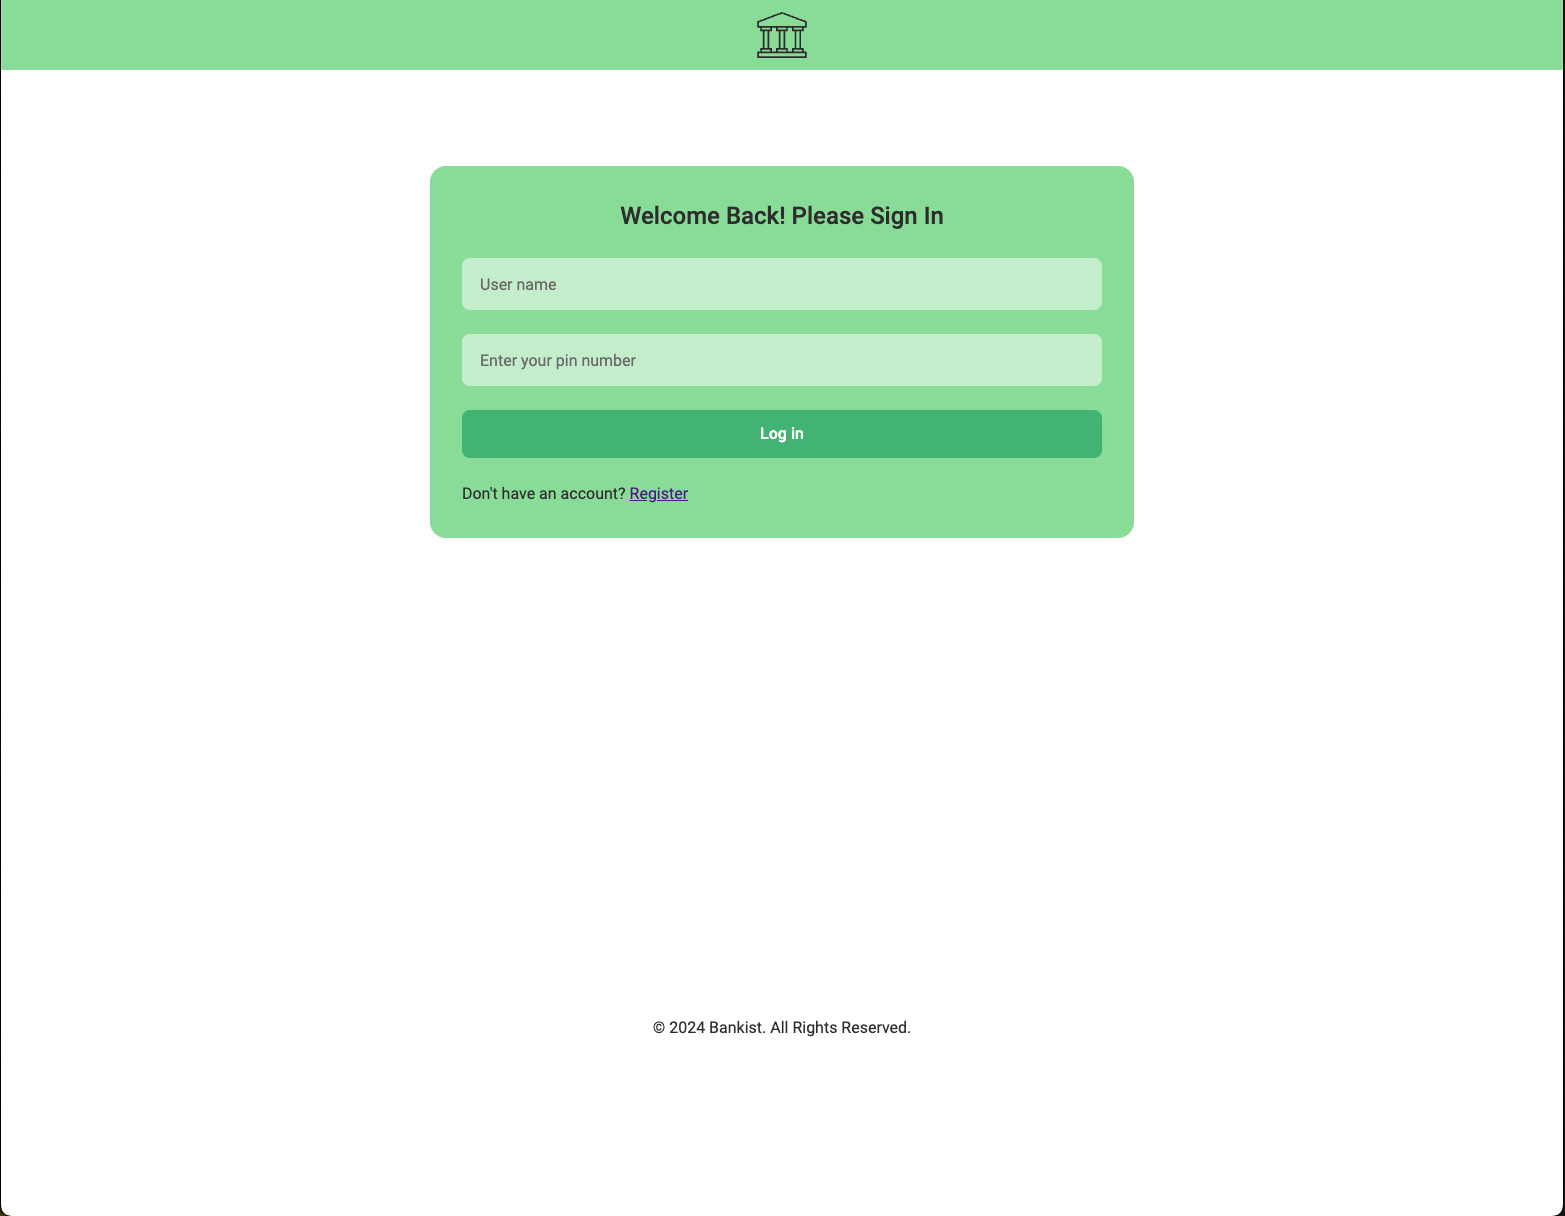 Welcome Back! Please Sign In
User name
Enter your pin number
Log in
Don't have an account? Register
© 2024 Bankist. All Rights Reserved.